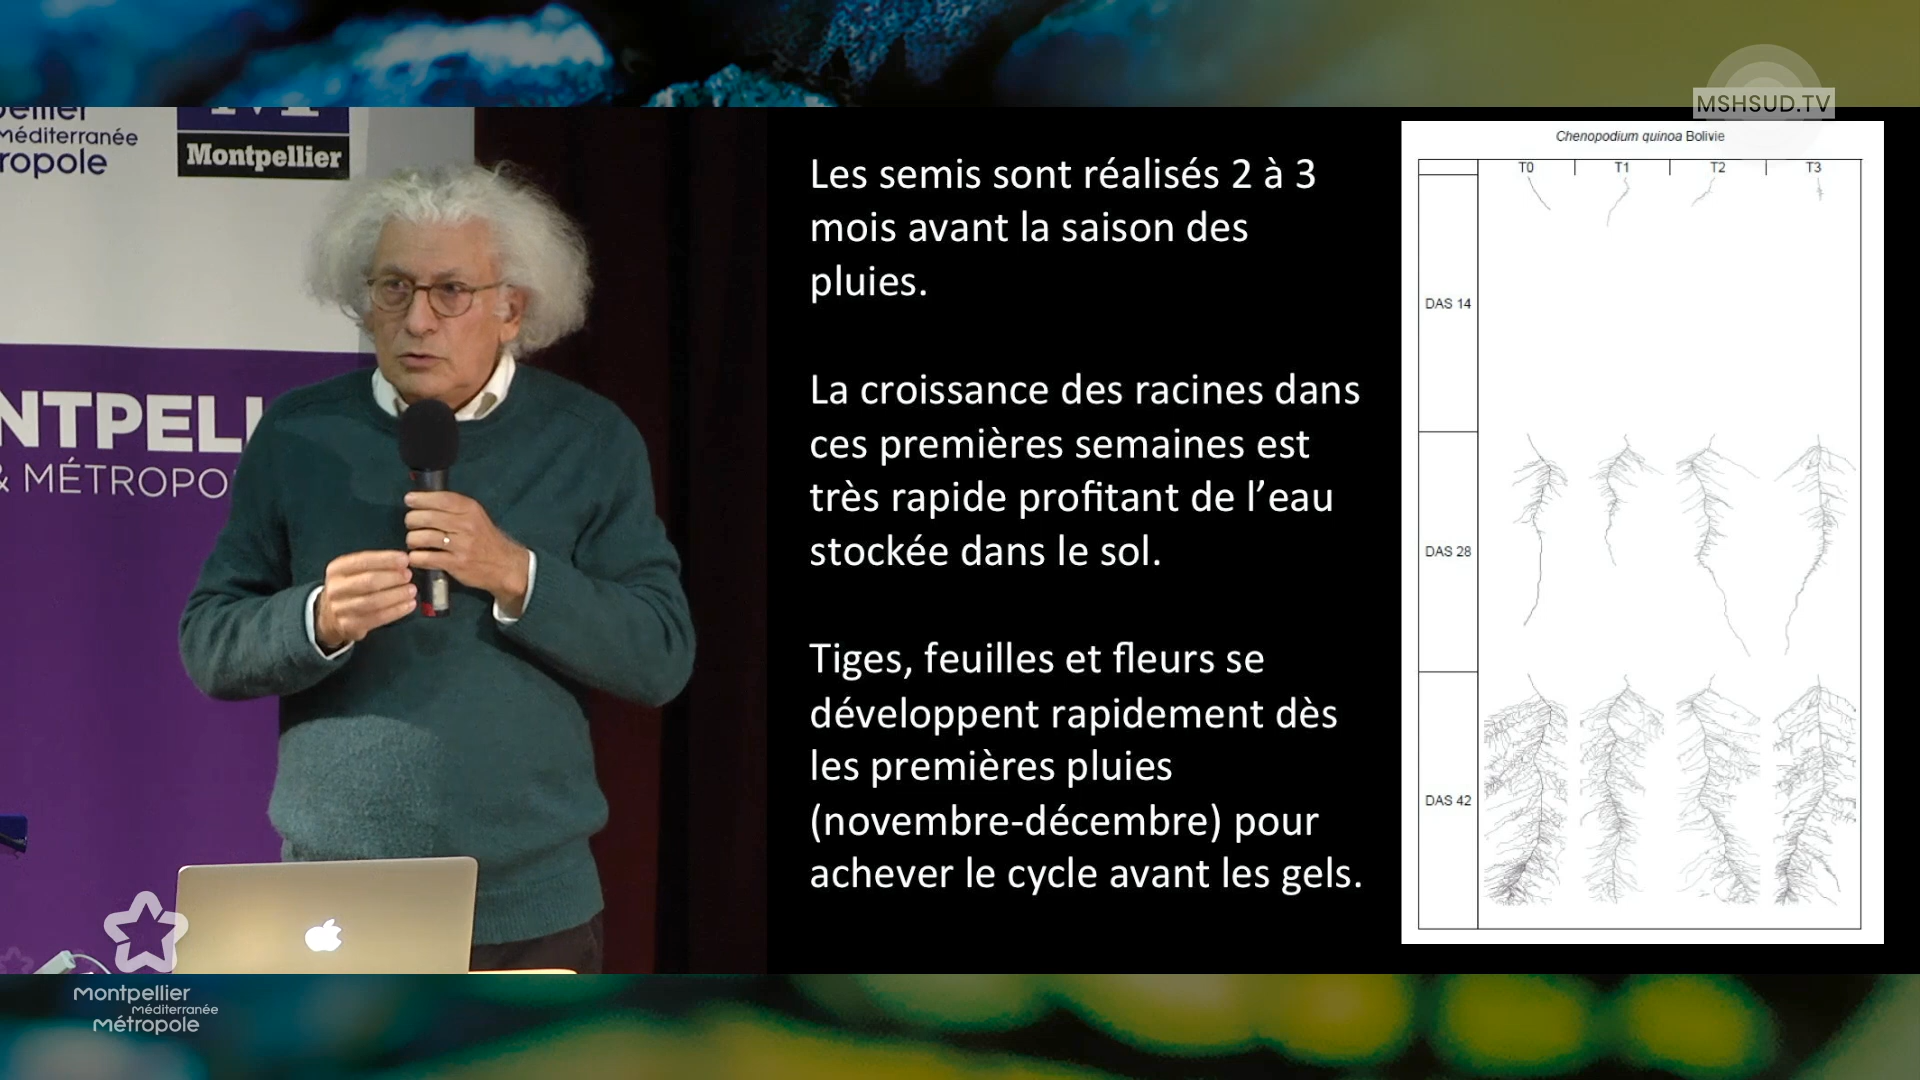 méditerranée
Montpellier
& MÉTROPO
MSHSUD.TV
Les semis sont réalisés 2 à 3
mois avant la saison des
pluies.
La croissance des racines dans
ces premières semaines est
très rapide profitant de l’eau
stockée dans le sol.
Tiges, feuilles et fleurs se
développent rapidement dès
les premières pluies
(novembre-décembre) pour
achever le cycle avant les gels.
Chenopodium quinoa Bolivie
T0 T1 T2 T3
DAS 14
DAS 28
DAS 42
montpellier
méditerranée
métropole